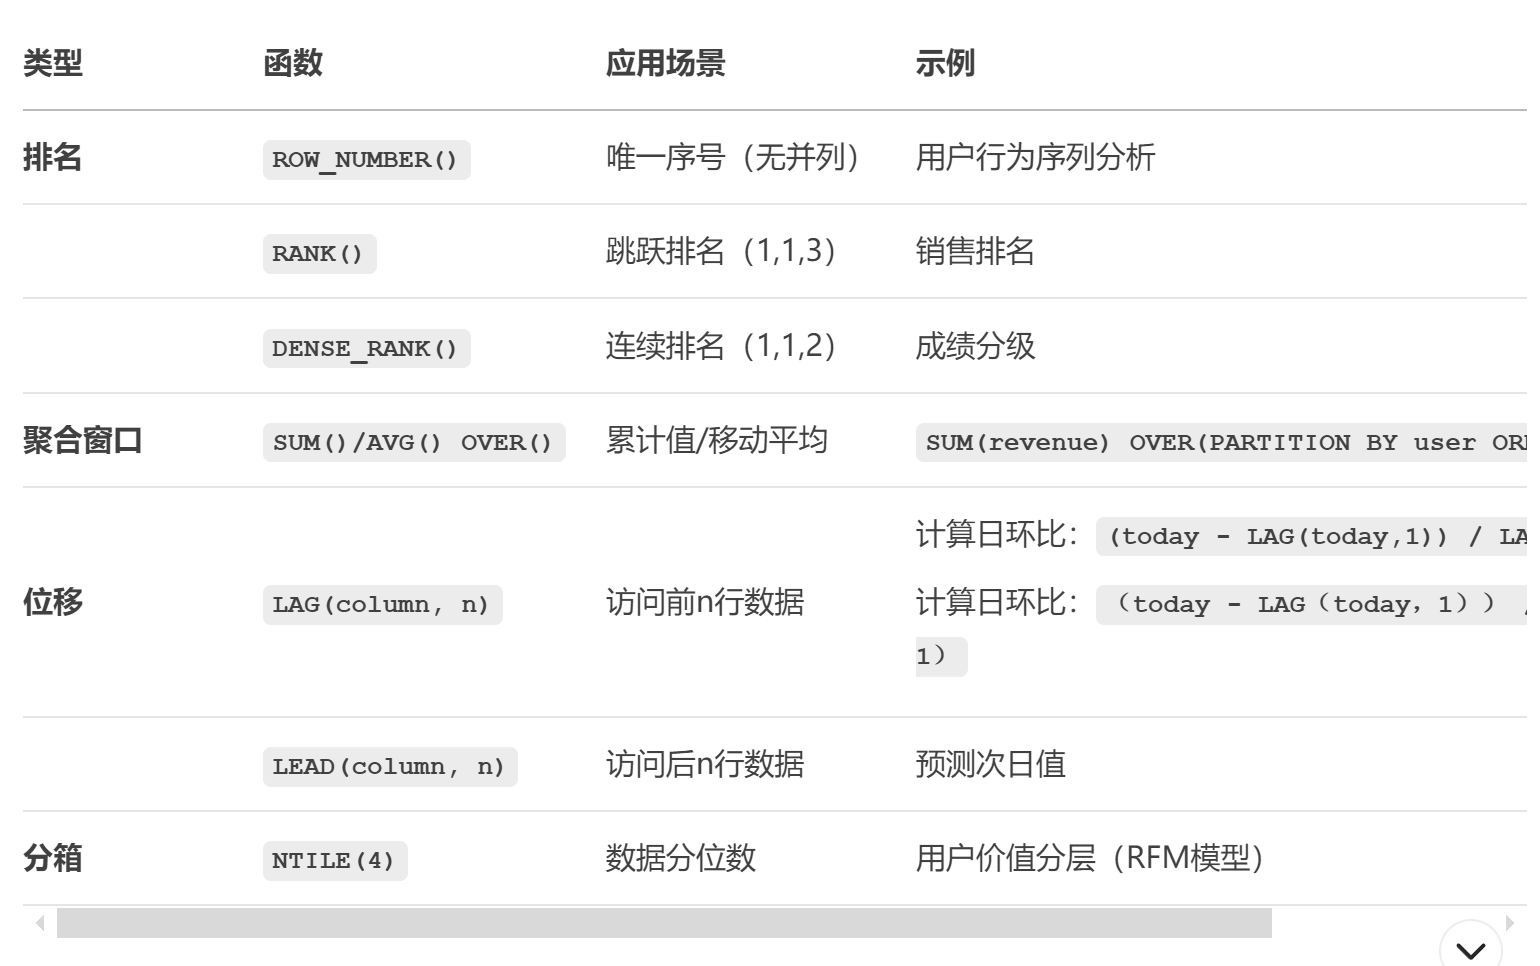 类型 函数 应用场景 示例
排名 ROW_NUMBER() 唯一序号（无并列） 用户行为序列分析
RANK() 跳跃排名（1,1,3） 销售排名
DENSE_RANK() 连续排名（1,1,2） 成绩分级
聚合窗口 SUM()/AVG() OVER() 累计值/移动平均 SUM(revenue) OVER(PARTITION BY user
计算日环比： (today - LAG(today,1)) /
位移 LAG(column, n) 访问前n行数据 计算日环比： （today - LAG（today，1））
1）
LEAD(column, n) 访问后n行数据 预测次日值
分箱 NTILE(4) 数据分位数 用户价值分层（RFM模型）